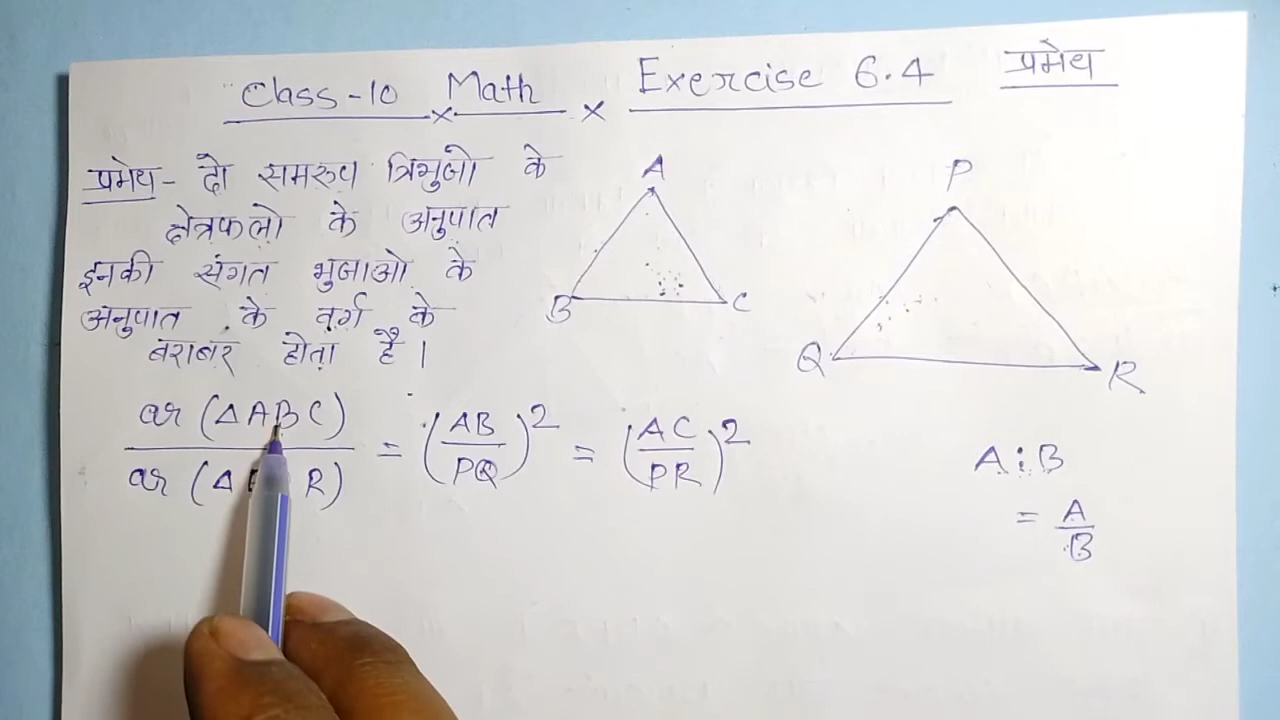 Class-10 × Math × Exercise 6.4 प्रमेय
प्रमेय- दो समरूप त्रिभुजो के
क्षेत्रफलो के अनुपात
इनकी संगत भुजाओ के
अनुपात के वर्ग के
बराबर होता है।
A
B
C
P
Q
R
ar (△ABC) / ar (△ R) = (AB/PQ)² = (AC/PR)²
A:B
= A/B